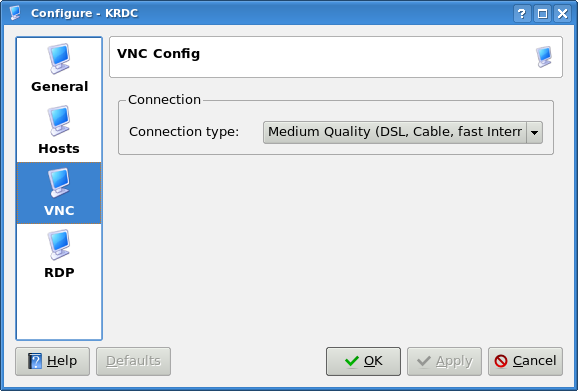 Configure - KRDC
General
Hosts
VNC
RDP
VNC Config
Connection
Connection type: Medium Quality (DSL, Cable, fast Interr
Help Defaults OK Apply Cancel